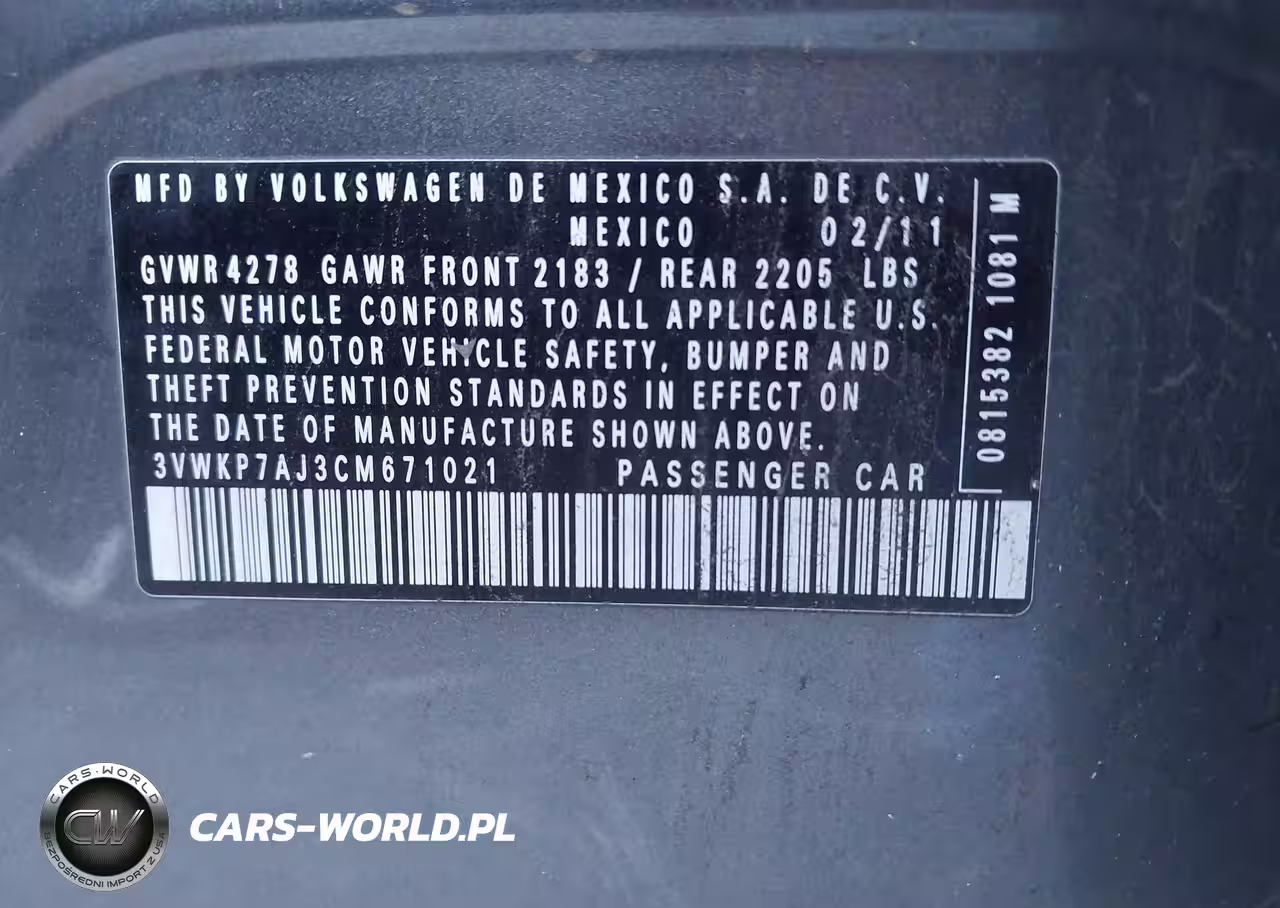 MFD BY VOLKSWAGEN DE MEXICO S.A. DE C.V.
MEXICO 02/11
GVWR 4278 GAWR FRONT 2183 / REAR 2205 LBS
THIS VEHICLE CONFORMS TO ALL APPLICABLE U.S.
FEDERAL MOTOR VEHICLE SAFETY, BUMPER AND
THEFT PREVENTION STANDARDS IN EFFECT ON
THE DATE OF MANUFACTURE SHOWN ABOVE.
3VWKP7AJ3CM671021 PASSENGER CAR
0815382 1081 M
CARS-WORLD
CW
BEZPOŚREDNI IMPORT Z USA
CARS-WORLD.PL